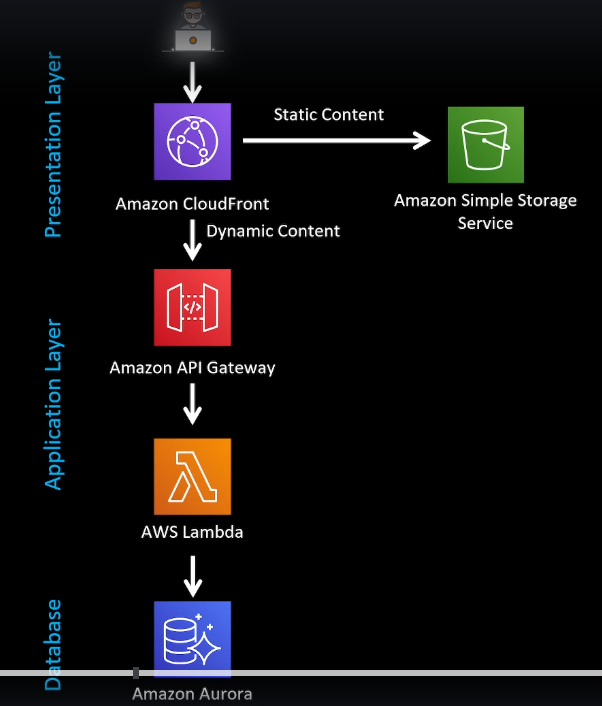 Presentation Layer
Static Content
Amazon CloudFront
Amazon Simple Storage
Service
Dynamic Content
</>
Amazon API Gateway
Application Layer
AWS Lambda
Database
Amazon Aurora